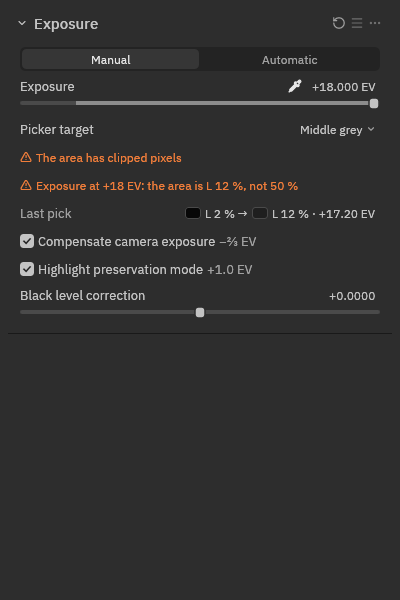 Exposure
Manual
Automatic
Exposure
+18.000 EV
Picker target
Middle grey
The area has clipped pixels
Exposure at +18 EV: the area is L 12 %, not 50 %
Last pick
L 2 % → L 12 % · +17.20 EV
Compensate camera exposure −⅔ EV
Highlight preservation mode +1.0 EV
Black level correction
+0.0000